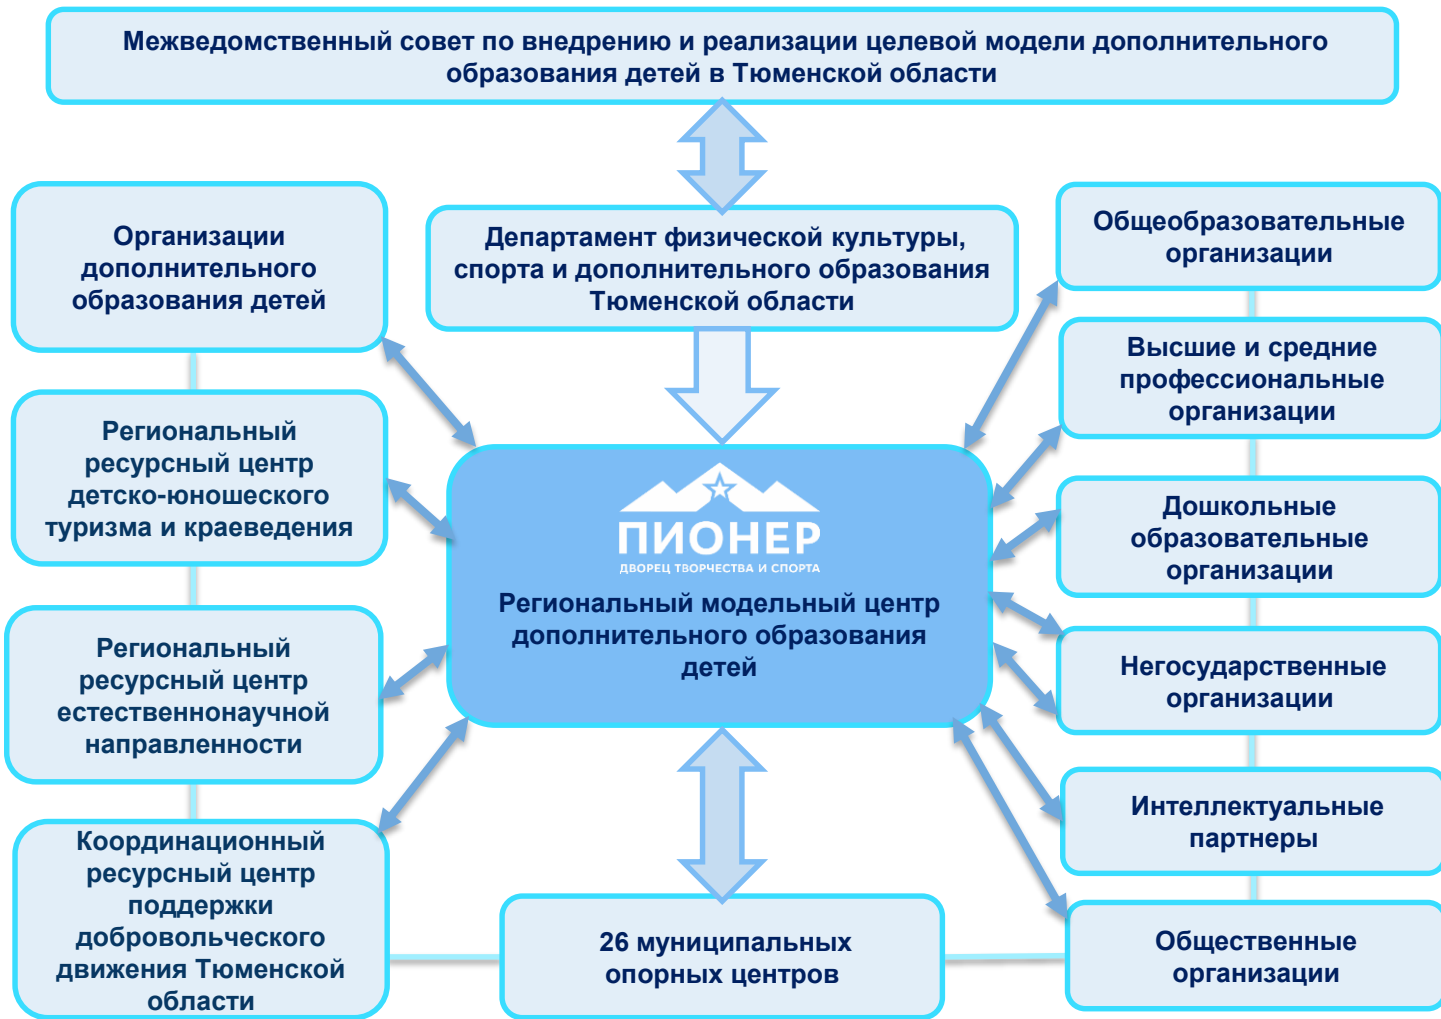 Межведомственный совет по внедрению и реализации целевой модели дополнительного
образования детей в Тюменской области
Организации
дополнительного
образования детей
Департамент физической культуры,
спорта и дополнительного образования
Тюменской области
Общеобразовательные
организации
Региональный
ресурсный центр
детско-юношеского
туризма и краеведения
Высшие и средние
профессиональные
организации
ПИОНЕР
ДВОРЕЦ ТВОРЧЕСТВА И СПОРТА
Региональный модельный центр
дополнительного образования
детей
Дошкольные
образовательные
организации
Региональный
ресурсный центр
естественнонаучной
направленности
Негосударственные
организации
Интеллектуальные
партнеры
Координационный
ресурсный центр
поддержки
добровольческого
движения Тюменской
области
26 муниципальных
опорных центров
Общественные
организации